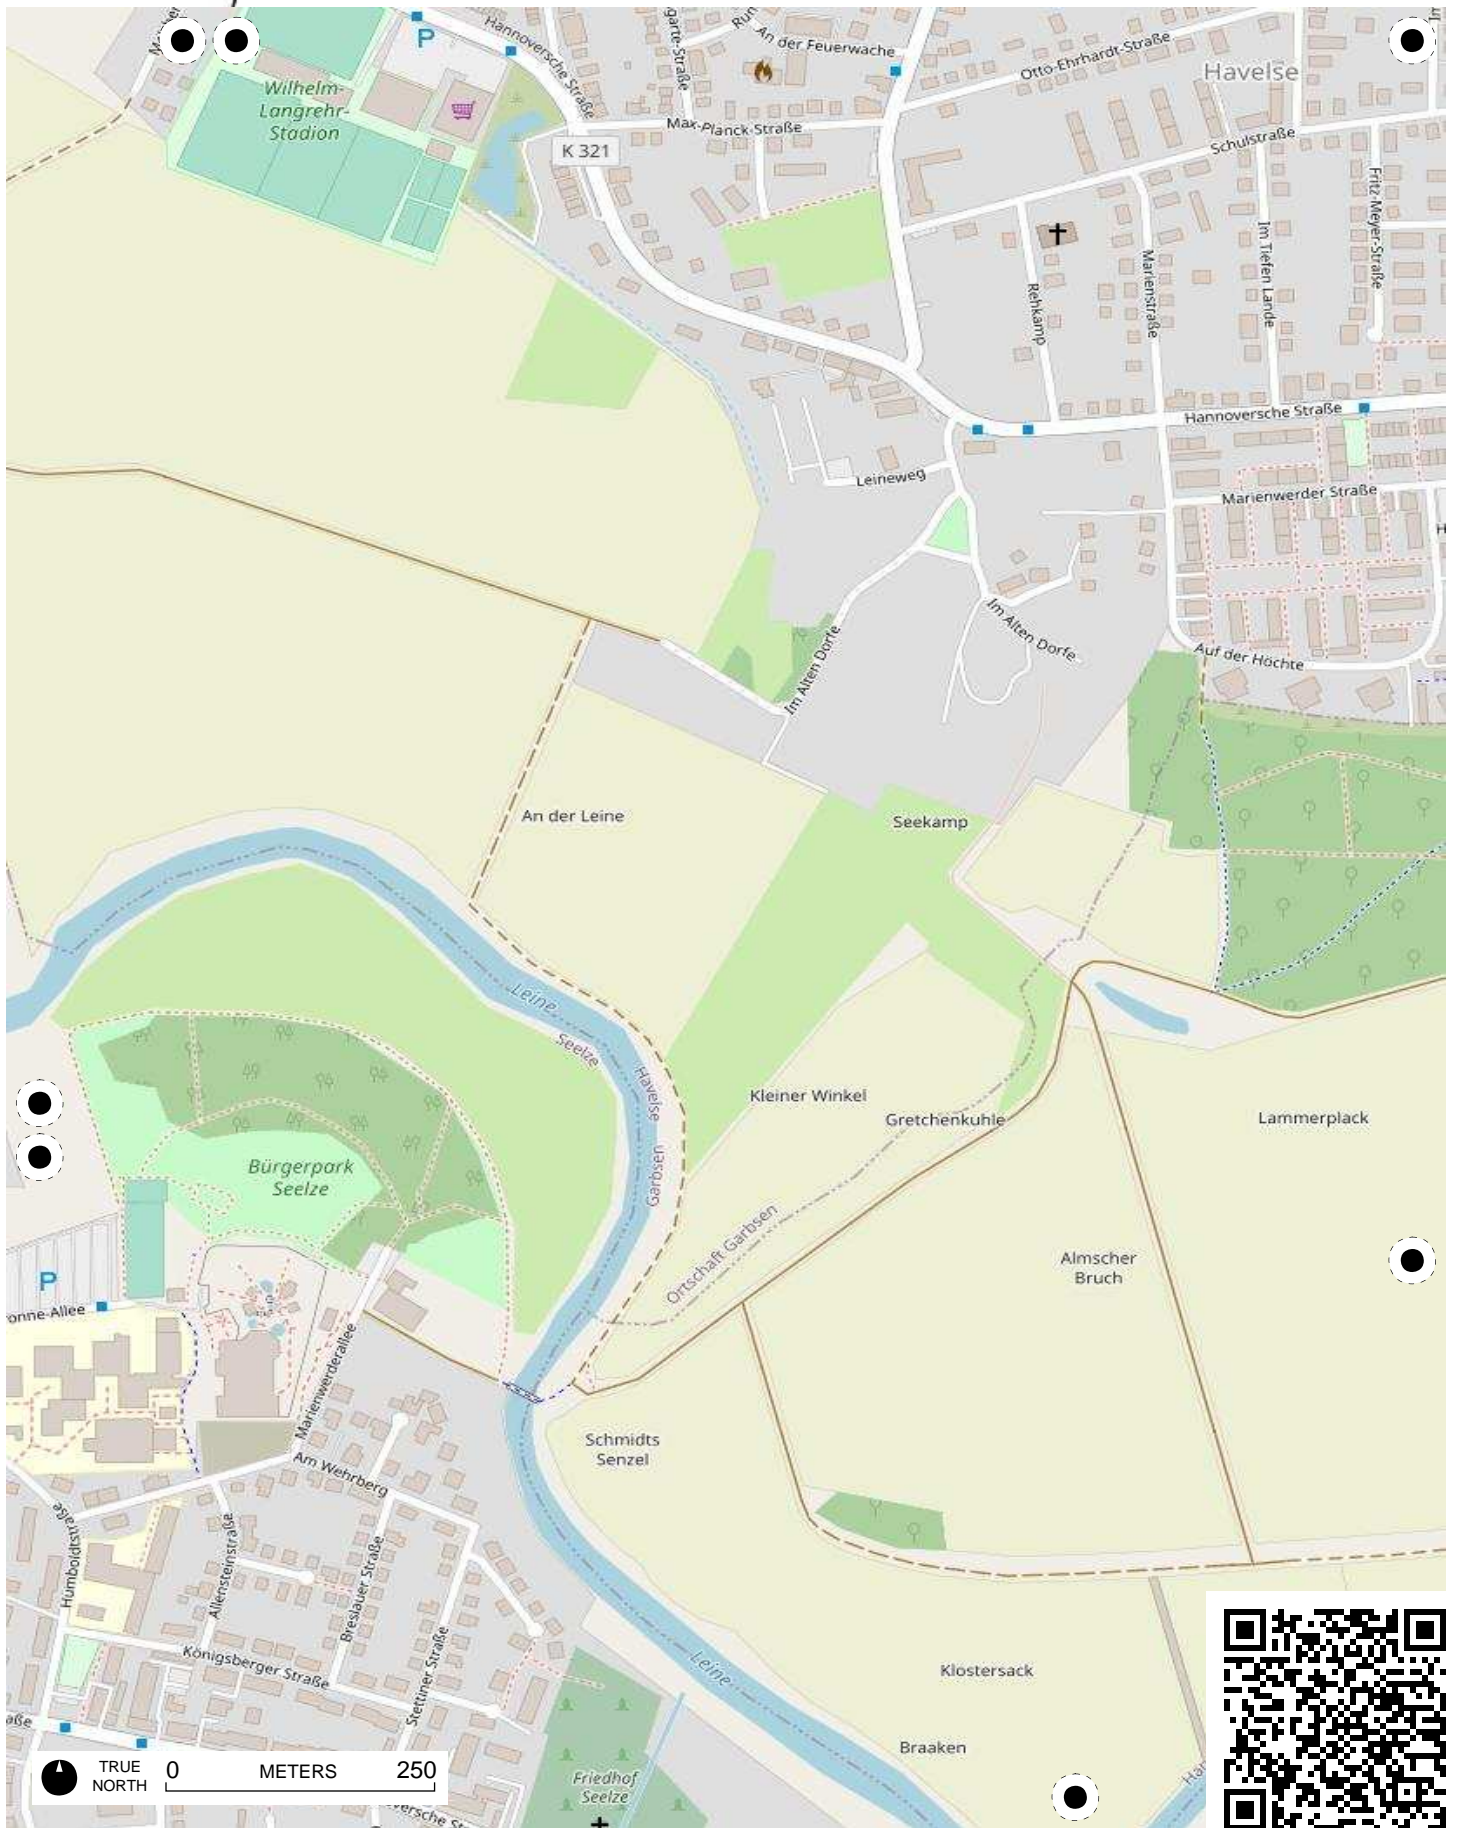 P
Hannoversche Straße
An der Feuerwache
Otto-Ehrhardt-Straße
Havelse
Wilhelm-
Langrehr-
Stadion
Max-Planck-Straße
K 321
Schulstraße
Fritz-Meyer-Straße
Im Tiefen Lande
Marienstraße
Rehkamp
Hannoversche Straße
Leineweg
Marienwerder Straße
Im Alten Dorfe
Im Alten Dorfe
Auf der Höchte
An der Leine
Seekamp
Leine
Seelze
Havelse
Garbsen
Kleiner Winkel
Gretchenkuhle
Lammerplack
Bürgerpark
Seelze
Ortschaft Garbsen
Almscher
Bruch
P
onne-Allee
Marienwerderallee
Schmidts
Senzel
Am Wehrberg
Humboldtstraße
Allensteinstraße
Breslauer Straße
Königsberger Straße
Stettiner Straße
Leine
Klostersack
Braaken
aße
Friedhof
Seelze
TRUE
NORTH
0 METERS 250